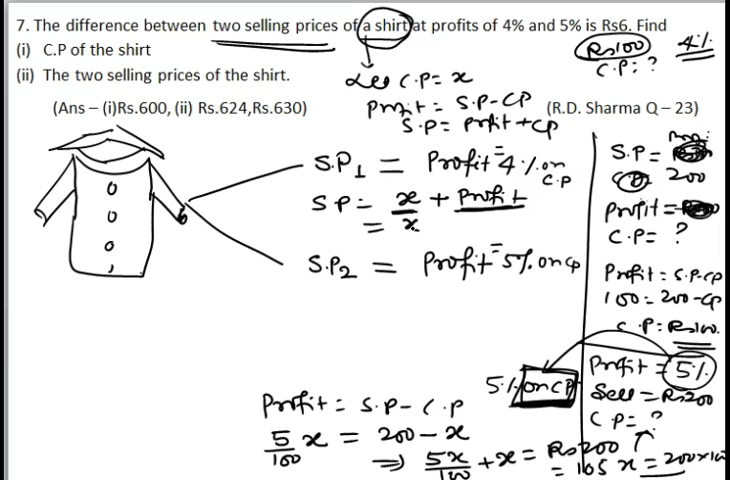 7. The difference between two selling prices of a shirt at profits of 4% and 5% is Rs6. Find
(i) C.P of the shirt
(ii) The two selling prices of the shirt.
(Ans – (i)Rs.600, (ii) Rs.624,Rs.630)
(R.D. Sharma Q – 23)
Rs100 4%
C.P=?
Let C.P = x
Profit = S.P - CP
S.P = Profit + CP
S.P1 = Profit = 4% on C.P
S P = x + Profit
= x
S.P2 = Profit = 5% on CP
S.P =
200
Profit =
C.P = ?
Profit = S.P-CP
100 = 200-CP
C.P = Rs100.
Profit = 5%
Sell = Rs200
C P = ?
5% on CP
Profit = S.P - C.P
5/100 x = 200 - x
⇒ 5x/100 + x = Rs200
= 105 x = 200x100